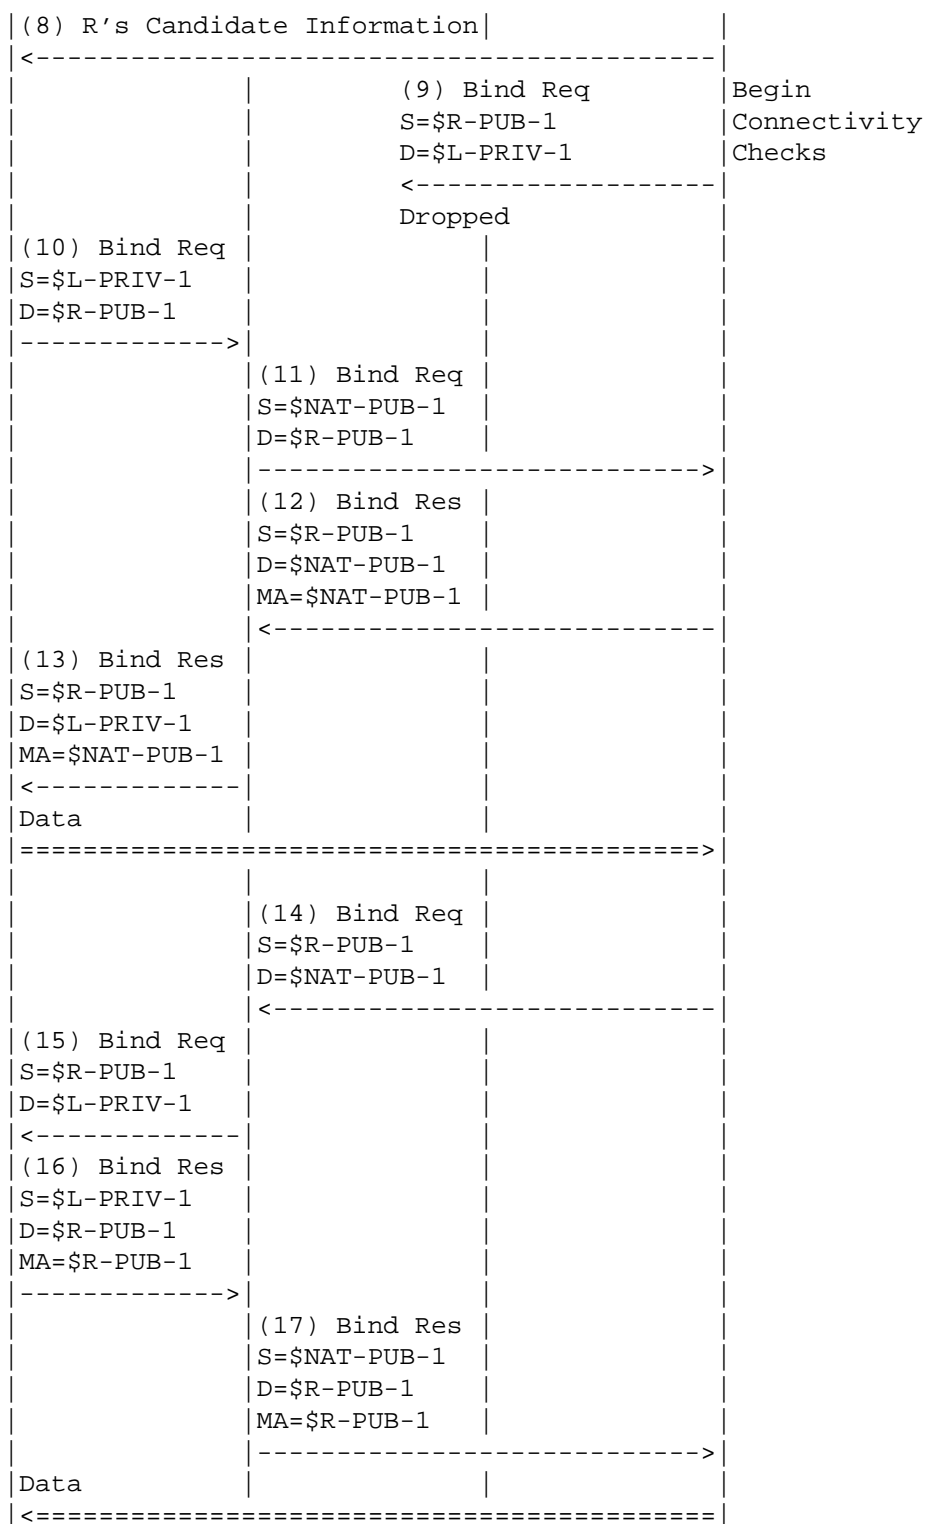 (8) R's Candidate Information
(9) Bind Req Begin
S=$R-PUB-1 Connectivity
D=$L-PRIV-1 Checks
Dropped
(10) Bind Req
S=$L-PRIV-1
D=$R-PUB-1
(11) Bind Req
S=$NAT-PUB-1
D=$R-PUB-1
(12) Bind Res
S=$R-PUB-1
D=$NAT-PUB-1
MA=$NAT-PUB-1
(13) Bind Res
S=$R-PUB-1
D=$L-PRIV-1
MA=$NAT-PUB-1
Data
(14) Bind Req
S=$R-PUB-1
D=$NAT-PUB-1
(15) Bind Req
S=$R-PUB-1
D=$L-PRIV-1
(16) Bind Res
S=$L-PRIV-1
D=$R-PUB-1
MA=$R-PUB-1
(17) Bind Res
S=$NAT-PUB-1
D=$R-PUB-1
MA=$R-PUB-1
Data